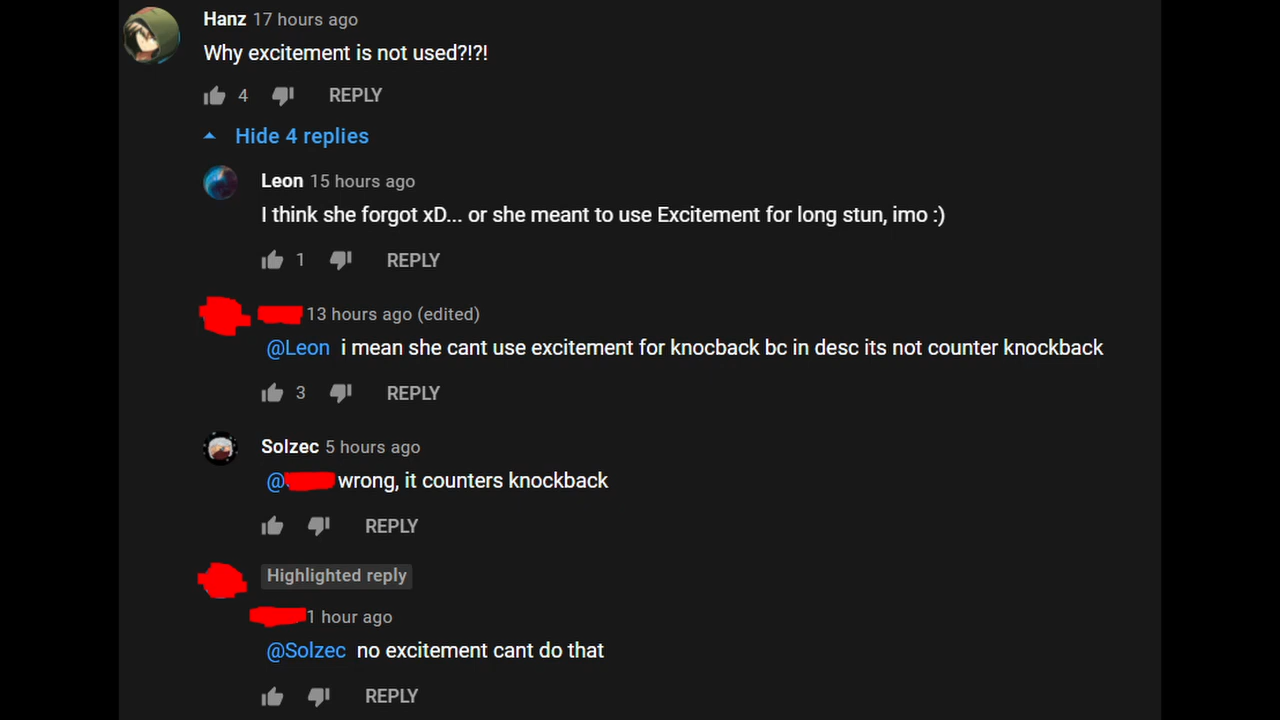 Hanz 17 hours ago
Why excitement is not used?!?!
4 REPLY
Hide 4 replies
Leon 15 hours ago
I think she forgot xD... or she meant to use Excitement for long stun, imo :)
1 REPLY
13 hours ago (edited)
@Leon i mean she cant use excitement for knocback bc in desc its not counter knockback
3 REPLY
Solzec 5 hours ago
@ wrong, it counters knockback
REPLY
Highlighted reply
1 hour ago
@Solzec no excitement cant do that
REPLY